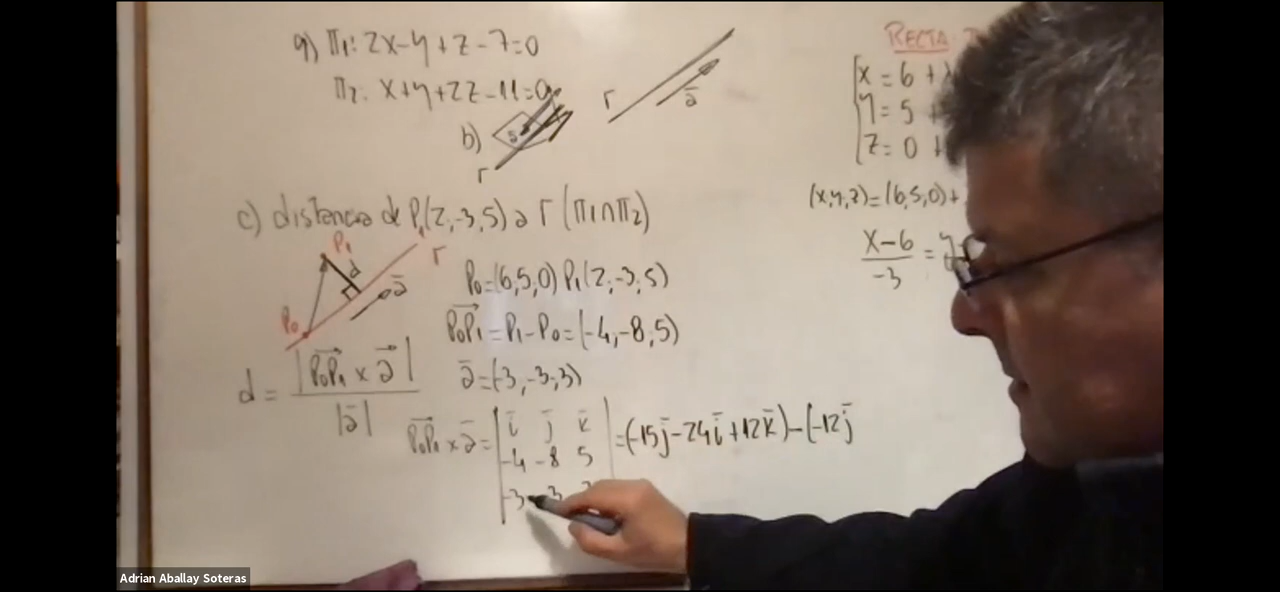 a) π1: 2x-y+z-7=0
π2: x+y+2z-11=0
b) s
r
r ā
c) distancia de P1(2,-3,5) a r (π1∩π2)
P1
d
r
ā
P0
P0=(6,5,0) P1(2,-3,5)
P0P1=P1-P0=(-4,-8,5)
ā=(-3,-3,3)
d = |P0P1 x a| / |ā|
P0P1 x ā= | i j k | =(-15j-24i+12k)-(-12j
-4 -8 5
-3 -3
RECTA
x = 6 + λ
y = 5
z = 0 +
(x,y,z)=(6,5,0)+
x-6 / -3 = y
Adrian Aballay Soteras